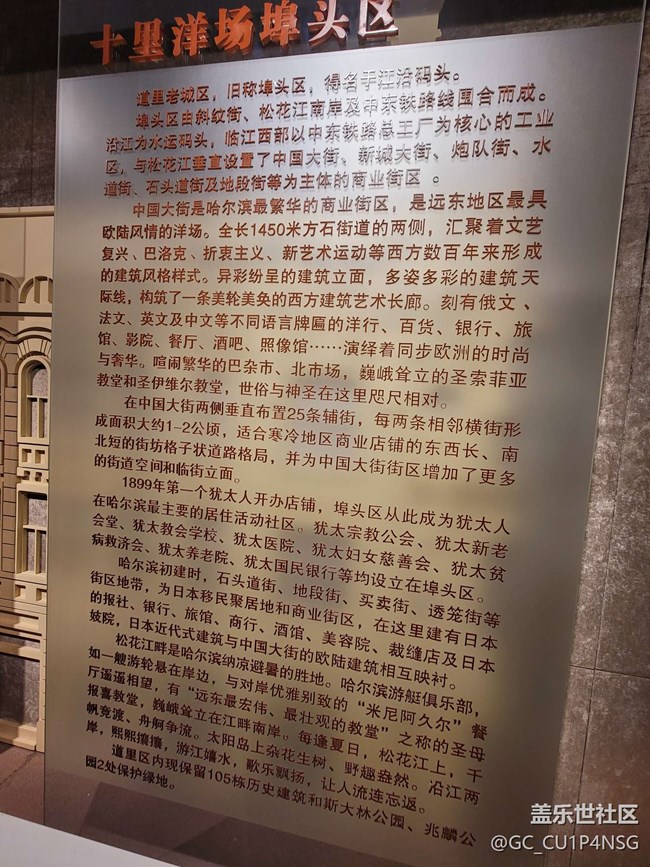 十里洋场埠头区
道里老城区，旧称埠头区，得名于江沿码头。
埠头区由斜纹街、松花江南岸及中东铁路线围合而成。
沿江为水运码头，临江西部以中东铁路总工厂为核心的工业
区，与松花江垂直设置了中国大街、新城大街、炮队街、水
道街、石头道街及地段街等为主体的商业街区。
中国大街是哈尔滨最繁华的商业街区，是远东地区最具
欧陆风情的洋场。全长1450米方石街道的两侧，汇聚着文艺
复兴、巴洛克、折衷主义、新艺术运动等西方数百年来形成
的建筑风格样式。异彩纷呈的建筑立面，多姿多彩的建筑天
际线，构筑了一条美轮美奂的西方建筑艺术长廊。刻有俄文、
法文、英文及中文等不同语言牌匾的洋行、百货、银行、旅
馆、影院、餐厅、酒吧、照像馆……演绎着同步欧洲的时尚
与奢华。喧闹繁华的巴杂市、北市场，巍峨耸立的圣索菲亚
教堂和圣伊维尔教堂，世俗与神圣在这里咫尺相对。
在中国大街两侧垂直布置25条辅街，每两条相邻横街形
成面积大约1-2公顷，适合寒冷地区商业店铺的东西长、南
北短的街坊格子状道路格局，并为中国大街街区增加了更多
的街道空间和临街立面。
1899年第一个犹太人开办店铺，埠头区从此成为犹太人
在哈尔滨最主要的居住活动社区。犹太宗教公会、犹太新老
会堂、犹太教会学校、犹太医院、犹太妇女慈善会、犹太贫
病救济会、犹太养老院、犹太国民银行等均设立在埠头区。
哈尔滨初建时，石头道街、地段街、买卖街、透笼街等
街区地带，为日本移民聚居地和商业街区，在这里建有日本
的报社、银行、旅馆、商行、酒馆、美容院、裁缝店及日本
妓院，日本近代式建筑与中国大街的欧陆建筑相互映衬。
松花江畔是哈尔滨纳凉避暑的胜地。哈尔滨游艇俱乐部，
如一艘游轮悬在岸边，与对岸优雅别致的“米尼阿久尔”餐
厅遥遥相望，有“远东最宏伟、最壮观的教堂”之称的圣母
报喜教堂，巍峨耸立在江畔南岸。每逢夏日，松花江上，千
帆竞渡、舟舸争流。太阳岛上杂花生树、野趣盎然。沿江两
岸，熙熙攘攘，游江嬉水，歌乐飘扬，让人流连忘返。
道里区内现保留105栋历史建筑和斯大林公园、兆麟公
园2处保护绿地。
盖乐世社区
@GC_CU1P4NSG